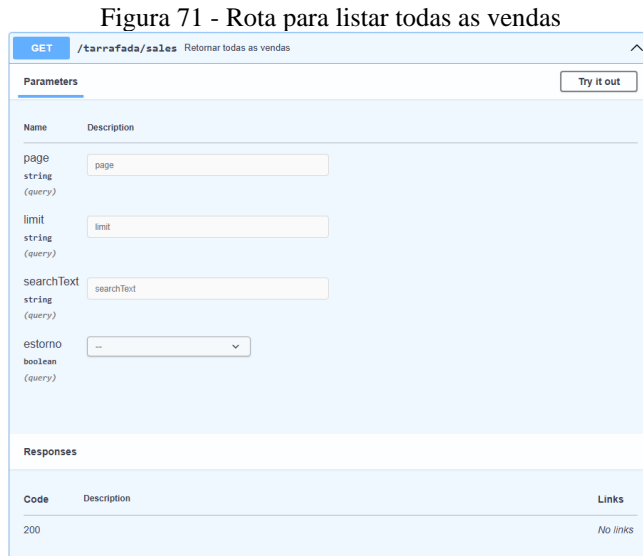 Figura 71 - Rota para listar todas as vendas
GET /tarrafada/sales Retornar todas as vendas
Parameters
Try it out
Name Description
page
string
(query)
page
limit
string
(query)
limit
searchText
string
(query)
searchText
estorno
boolean
(query)
--
Responses
Code Description Links
200 No links